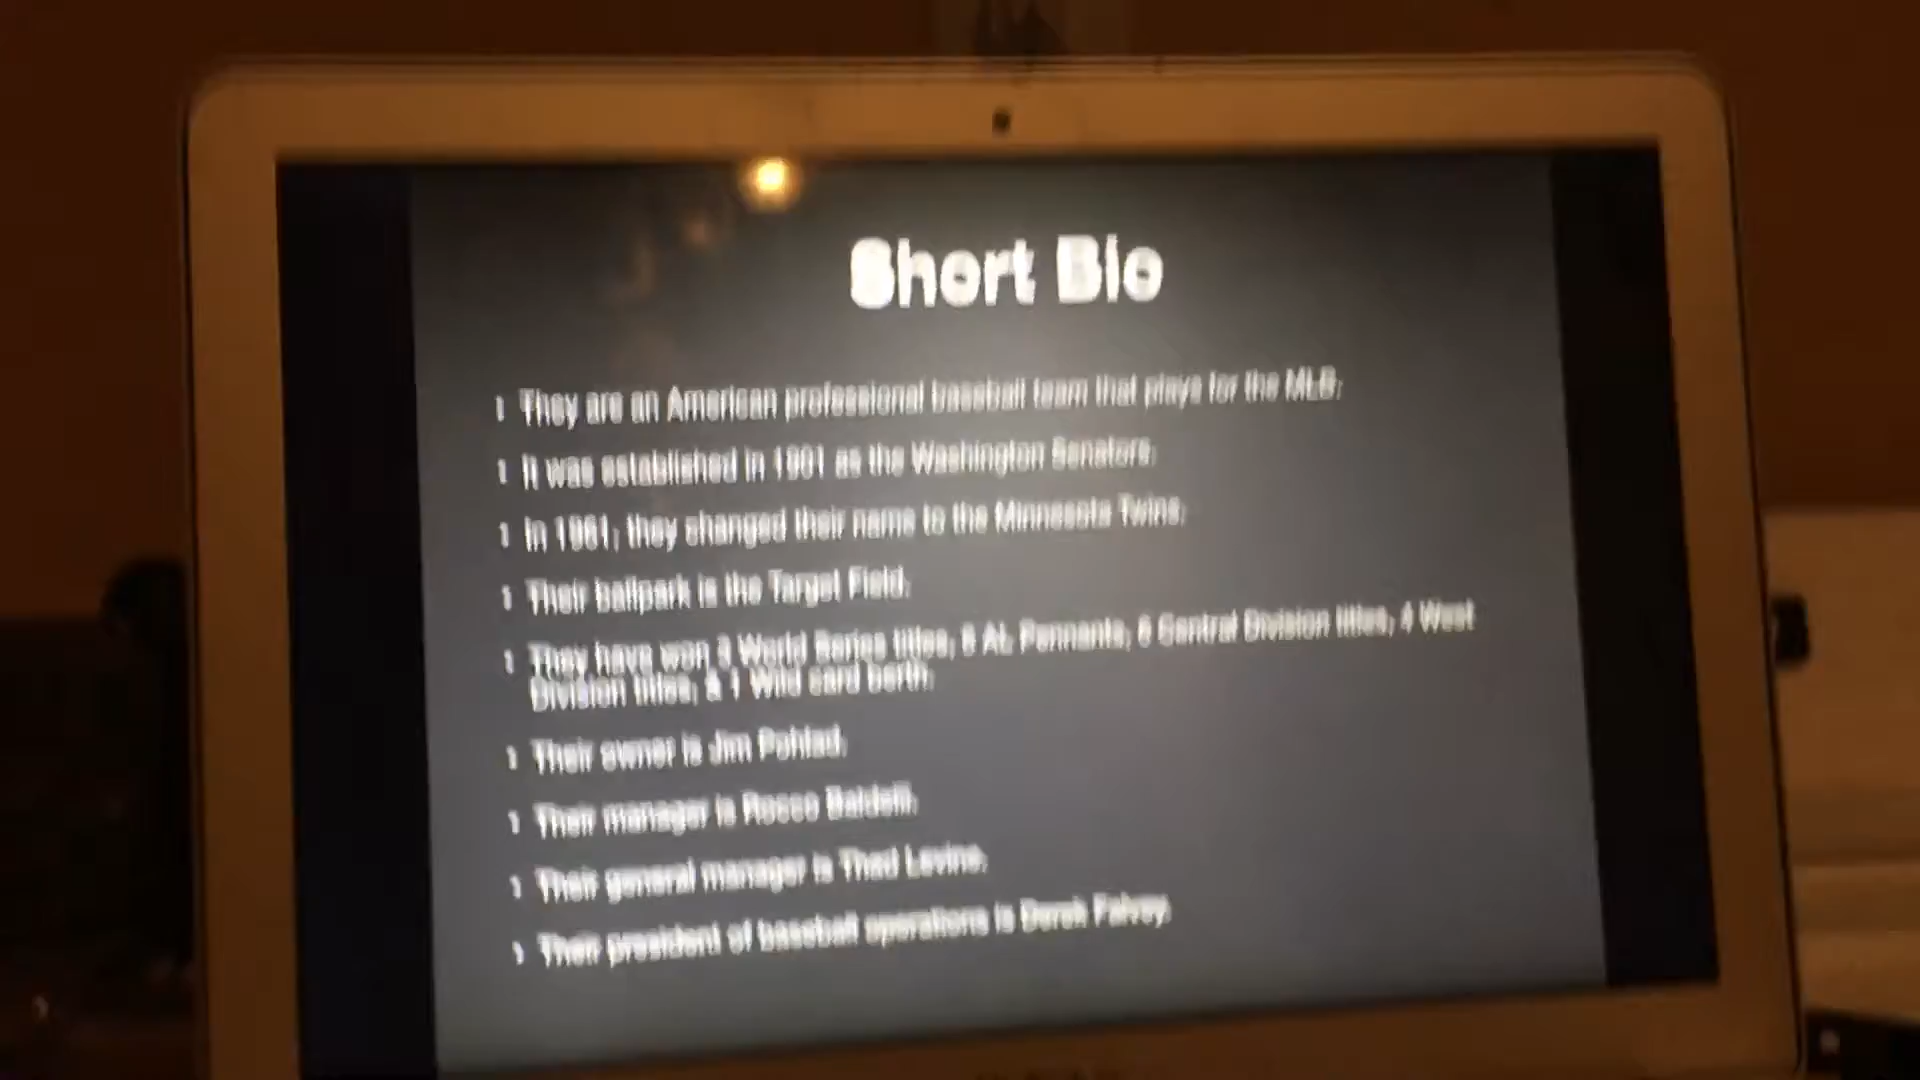 Short Bio
They are an American professional baseball team that plays for the MLB.
It was established in 1901 as the Washington Senators.
In 1961, they changed their name to the Minnesota Twins.
Their ballpark is the Target Field.
They have won 3 World Series titles, 6 AL Pennants, Central Division titles, 4 West
Division titles, & 1 Wild card berth.
Their owner is Jim Pohlad.
Their manager is Rocco Baldelli.
Their general manager is Thad Levine.
Their president of baseball operations is Derek Falvey.